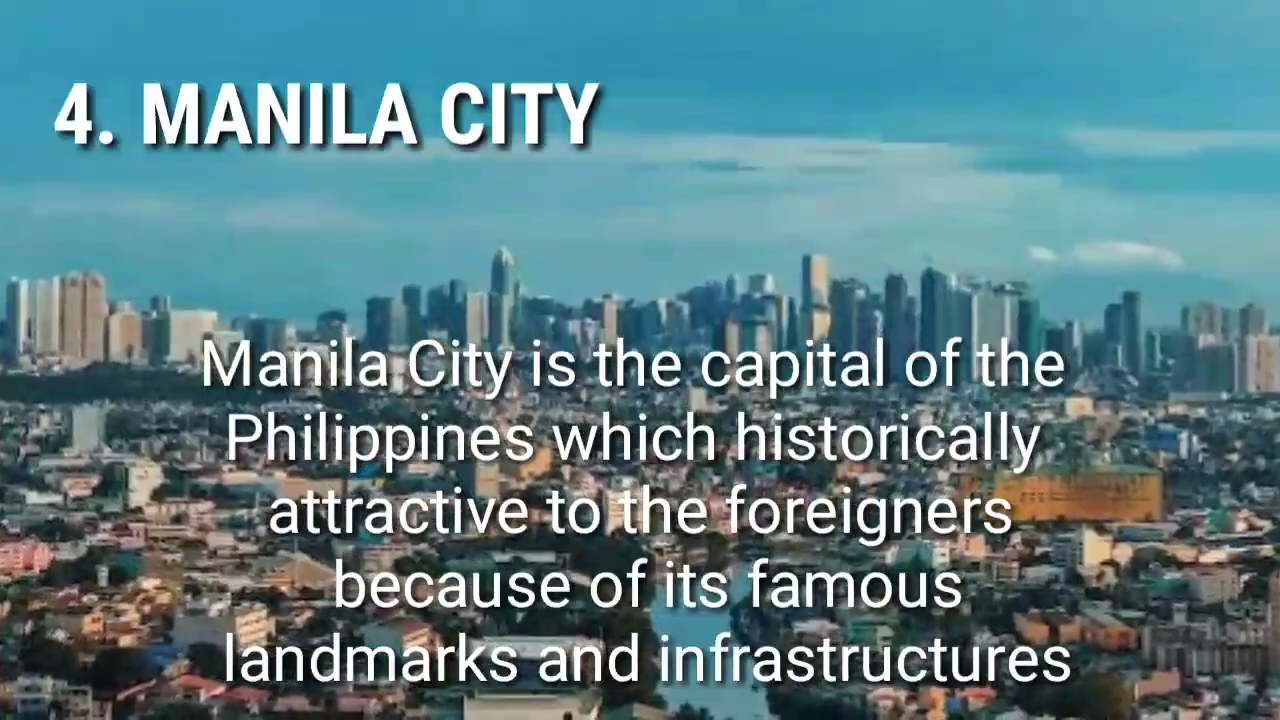 4. MANILA CITY
Manila City is the capital of the
Philippines which historically
attractive to the foreigners
because of its famous
landmarks and infrastructures